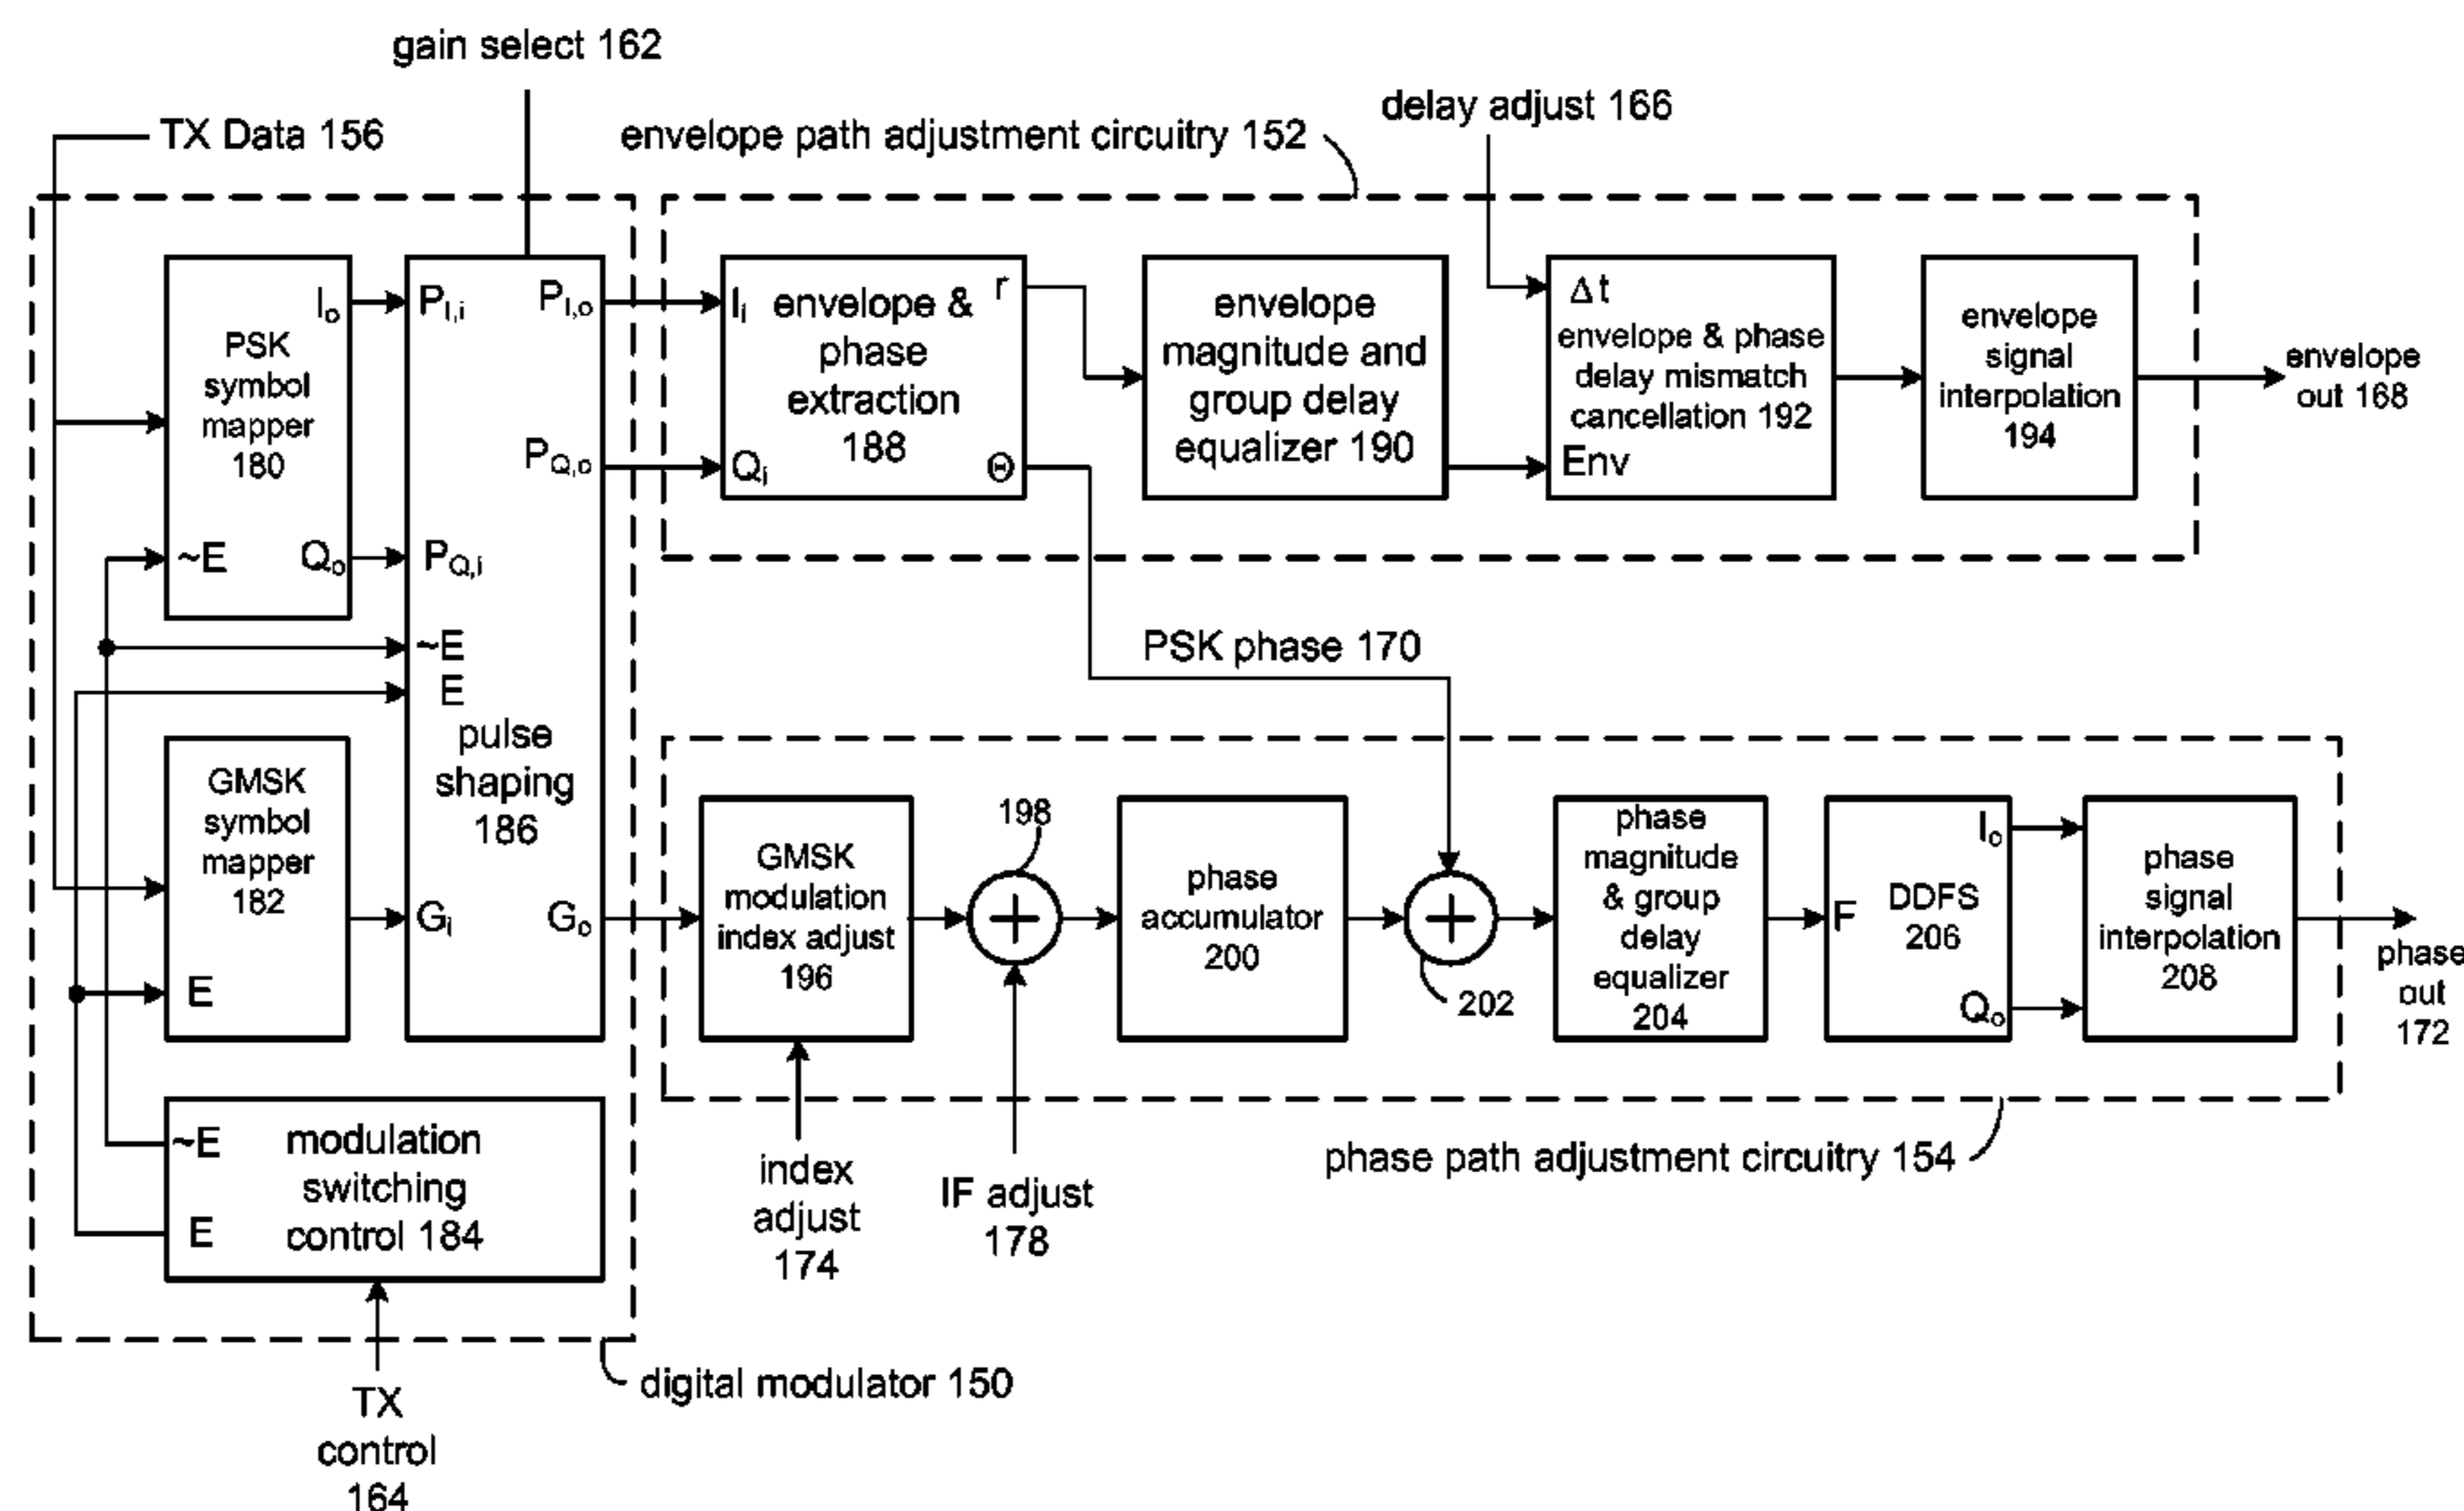 gain select 162
TX Data 156
envelope path adjustment circuitry 152
delay adjust 166
PSK
symbol
mapper
180
Io
Qo
~E
PI,i
PQ,i
~E
E
PI,o
PQ,o
pulse
shaping
186
Gi
Go
Ii
Qi
envelope &
phase
extraction
188
r
Θ
envelope
magnitude and
group delay
equalizer 190
Δt
envelope & phase
delay mismatch
cancellation 192
Env
envelope
signal
interpolation
194
envelope
out 168
PSK phase 170
GMSK
symbol
mapper
182
E
GMSK
modulation
index adjust
196
198
phase
accumulator
200
202
phase
magnitude
& group
delay
equalizer
204
F
DDFS
206
Io
Qo
phase
signal
interpolation
208
phase
out
172
~E
E
modulation
switching
control 184
index
adjust
174
IF adjust
178
phase path adjustment circuitry 154
digital modulator 150
TX
control
164